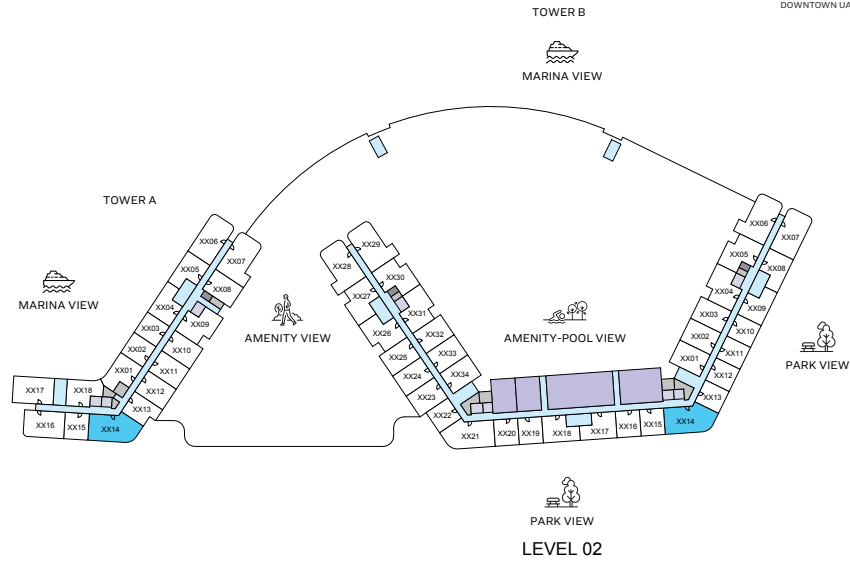 DOWNTOWN UA
TOWER B
MARINA VIEW
TOWER A
MARINA VIEW
AMENITY VIEW
AMENITY-POOL VIEW
PARK VIEW
PARK VIEW
LEVEL 02
XX06
XX07
XX05
XX08
XX04
XX09
XX03
XX10
XX02
XX11
XX01
XX12
XX13
XX17
XX18
XX16
XX15
XX14
XX29
XX28
XX30
XX27
XX31
XX26
XX32
XX25
XX33
XX24
XX34
XX23
XX22
XX21
XX20
XX19
XX18
XX17
XX16
XX15
XX14
XX06
XX07
XX05
XX08
XX04
XX09
XX03
XX10
XX02
XX11
XX01
XX12
XX13